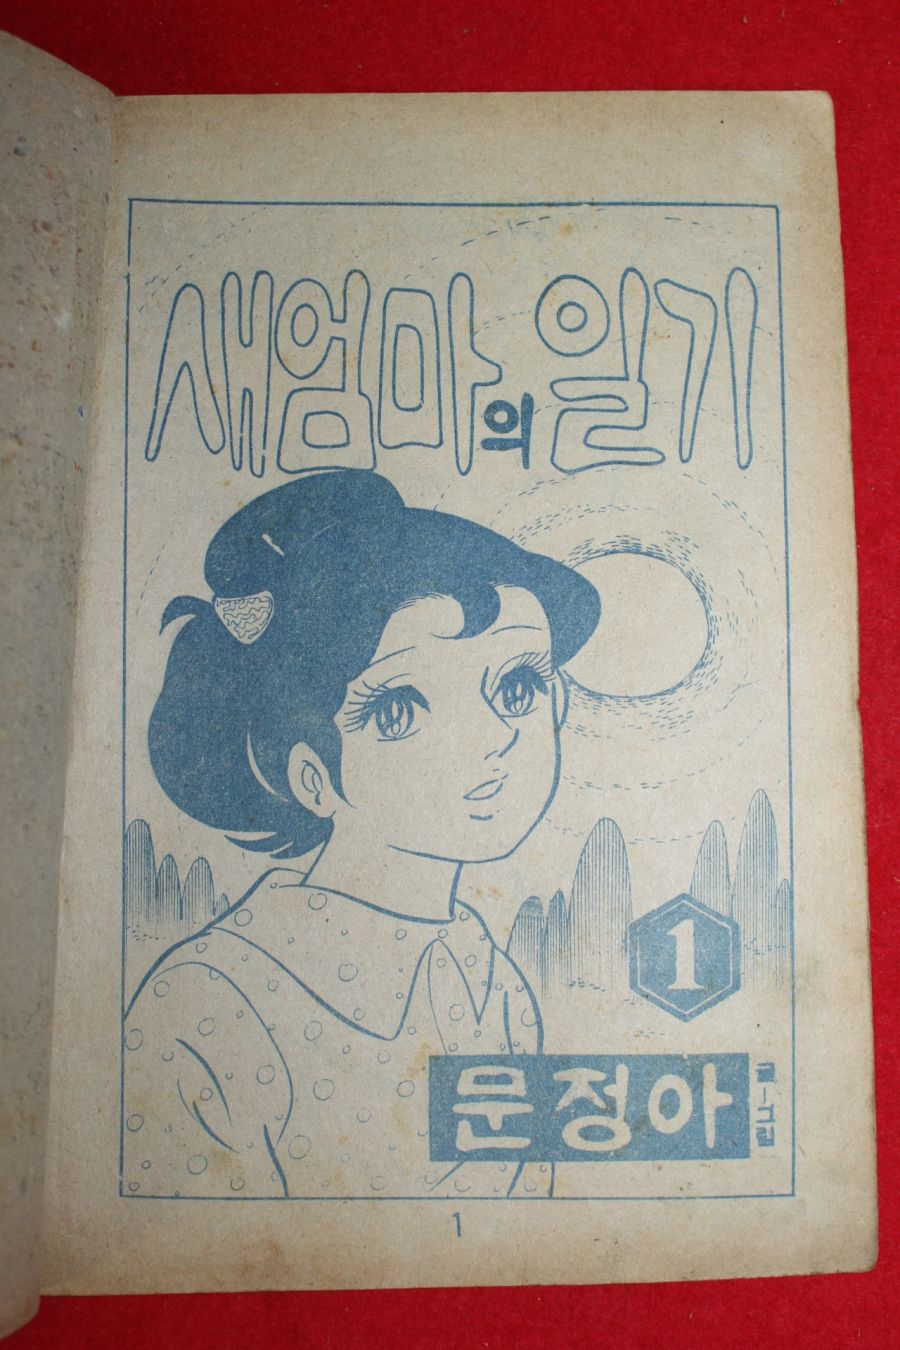 새엄마의 일기
1
문정아
글-그림
1